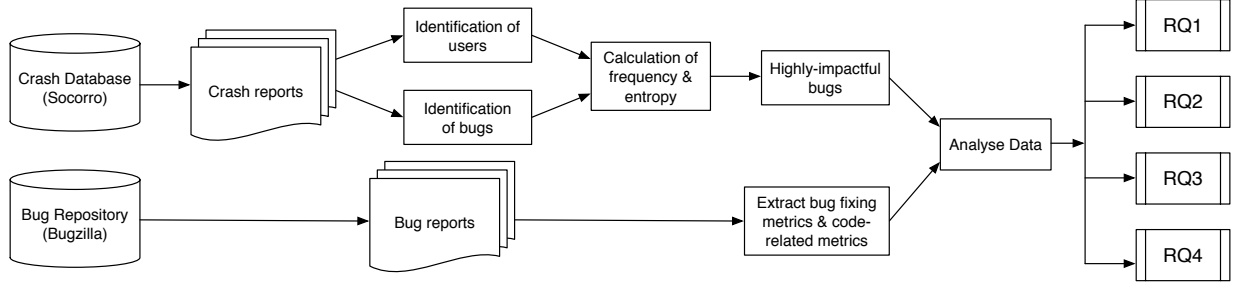 Crash Database
(Socorro)
Crash reports
Identification of
users
Identification
of bugs
Calculation of
frequency &
entropy
Highly-impactful
bugs
Bug Repository
(Bugzilla)
Bug reports
Extract bug fixing
metrics & code-
related metrics
Analyse Data
RQ1
RQ2
RQ3
RQ4